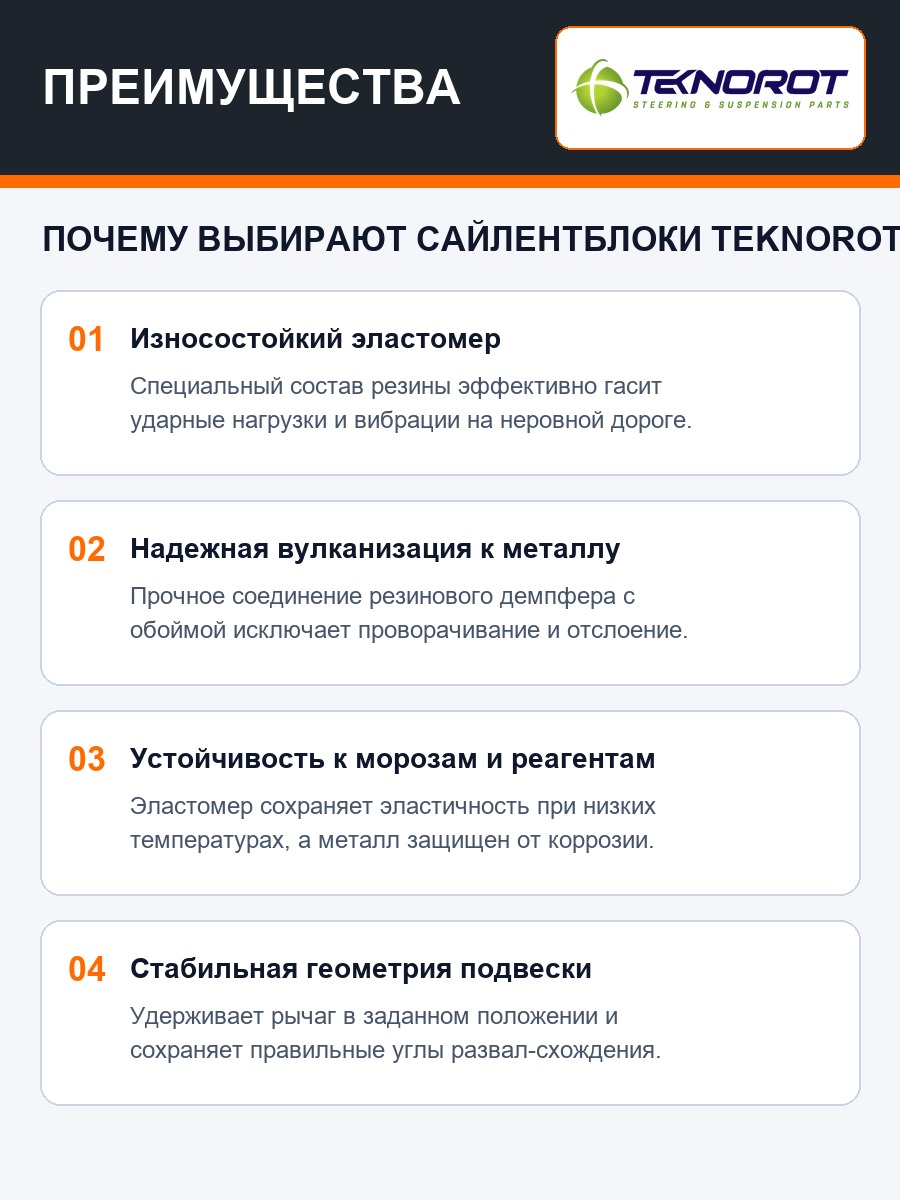 ПРЕИМУЩЕСТВА
TEKNOROT
STEERING & SUSPENSION PARTS
ПОЧЕМУ ВЫБИРАЮТ САЙЛЕНТБЛОКИ TEKNOROT
01 Износостойкий эластомер
Специальный состав резины эффективно гасит
ударные нагрузки и вибрации на неровной дороге.
02 Надежная вулканизация к металлу
Прочное соединение резинового демпфера с
обоймой исключает проворачивание и отслоение.
03 Устойчивость к морозам и реагентам
Эластомер сохраняет эластичность при низких
температурах, а металл защищен от коррозии.
04 Стабильная геометрия подвески
Удерживает рычаг в заданном положении и
сохраняет правильные углы развал-схождения.